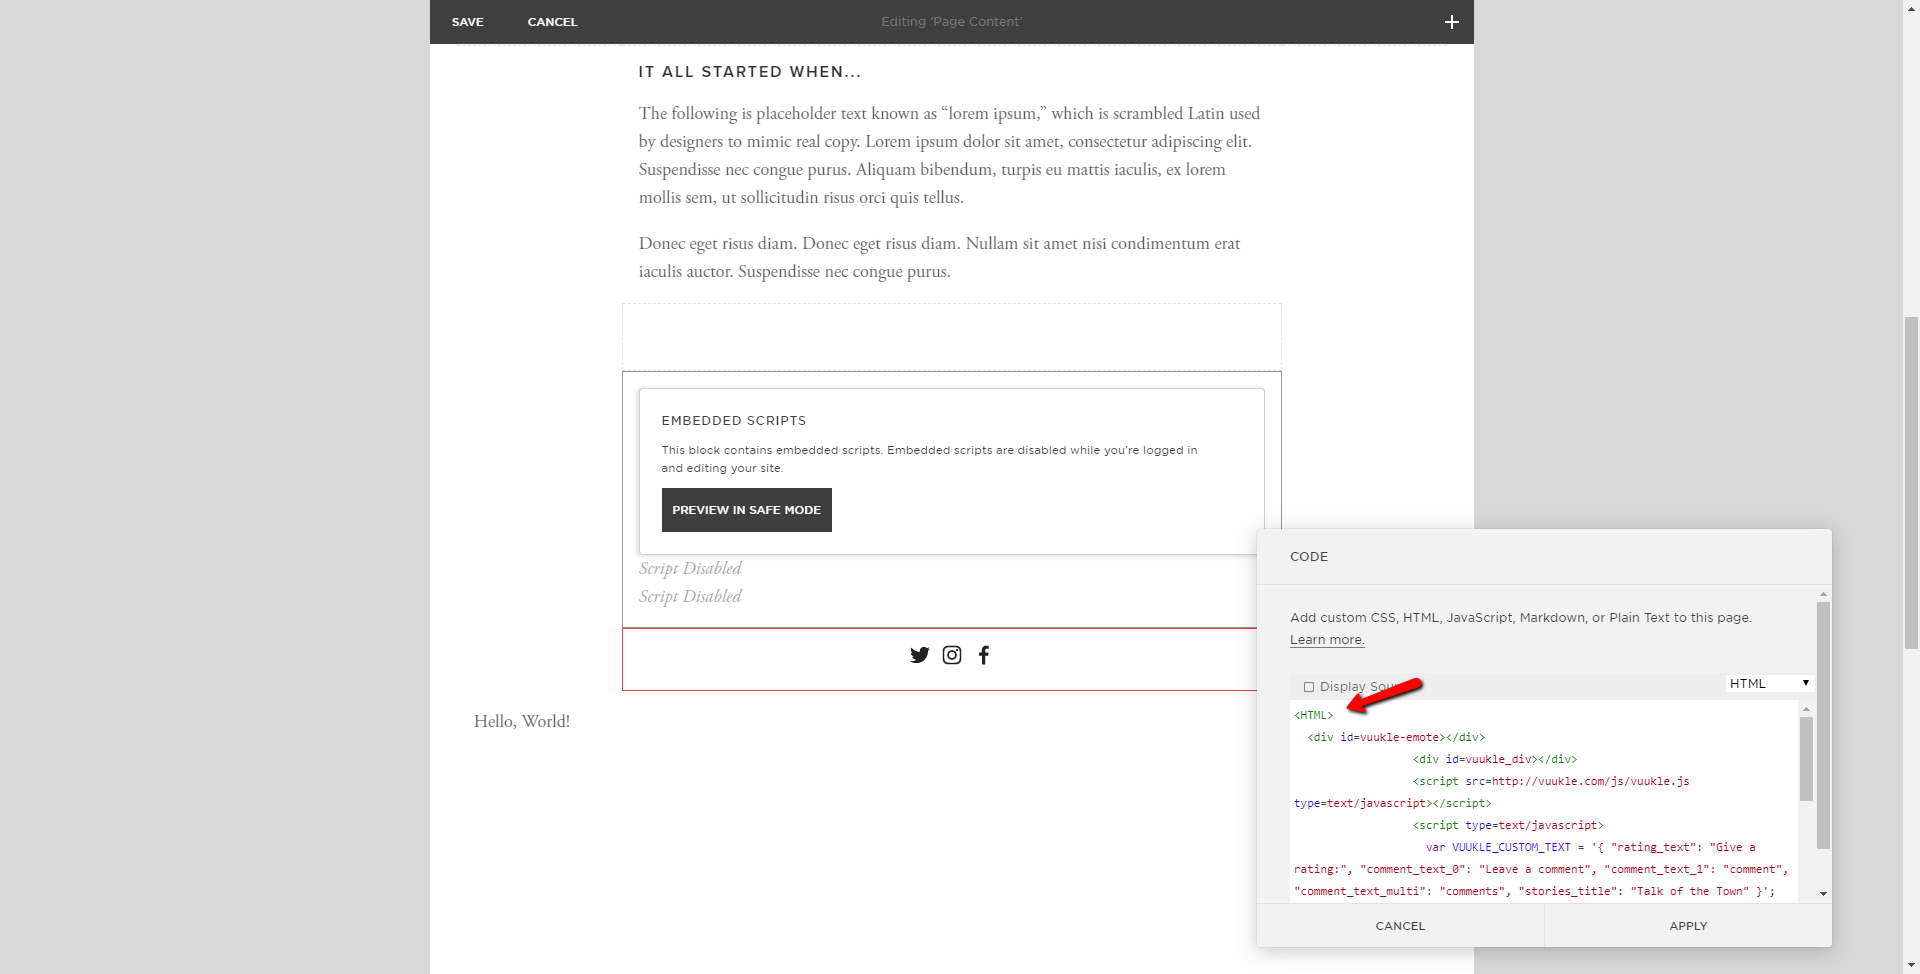 SAVE CANCEL Editing 'Page Content'
IT ALL STARTED WHEN...
The following is placeholder text known as “lorem ipsum,” which is scrambled Latin used
by designers to mimic real copy. Lorem ipsum dolor sit amet, consectetur adipiscing elit.
Suspendisse nec congue purus. Aliquam bibendum, turpis eu mattis iaculis, ex lorem
mollis sem, ut sollicitudin risus orci quis tellus.
Donec eget risus diam. Donec eget risus diam. Nullam sit amet nisi condimentum erat
iaculis auctor. Suspendisse nec congue purus.
EMBEDDED SCRIPTS
This block contains embedded scripts. Embedded scripts are disabled while you're logged in
and editing your site.
PREVIEW IN SAFE MODE
Script Disabled
Script Disabled
Hello, World!
CODE
Add custom CSS, HTML, JavaScript, Markdown, or Plain Text to this page.
Learn more.
Display HTML
<HTML>
<div id=vuukle-emote></div>
<div id=vuukle_div></div>
<script src=http://vuukle.com/js/vuukle.js
type=text/javascript></script>
<script type=text/javascript>
var VUUKLE_CUSTOM_TEXT = '{ "rating_text": "Give a
rating:", "comment_text_0": "Leave a comment", "comment_text_1": "comment",
"comment_text_multi": "comments", "stories_title": "Talk of the Town" }';
CANCEL APPLY